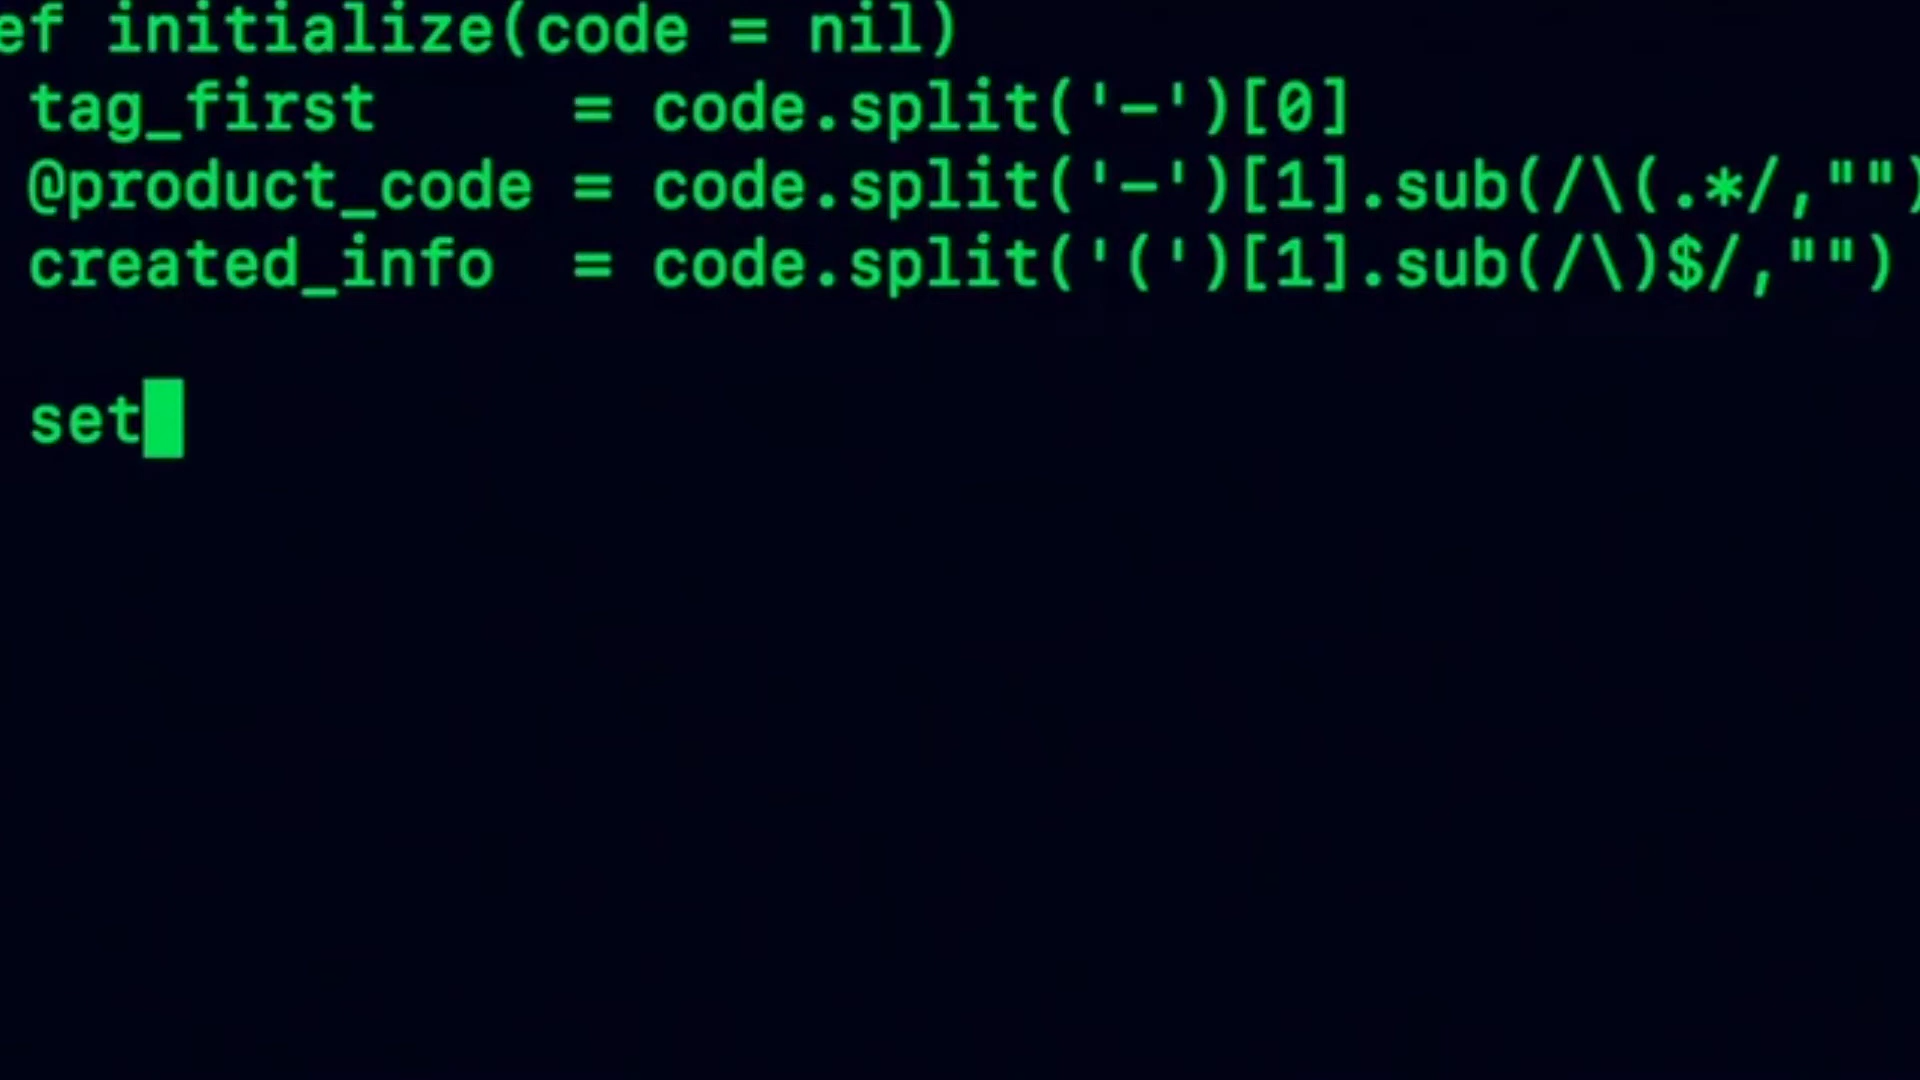 ef initialize(code = nil)
tag_first = code.split('-')[0]
@product_code = code.split('-')[1].sub(/\(.*/,"")
created_info = code.split('(')[1].sub(/\)$/,"")
set